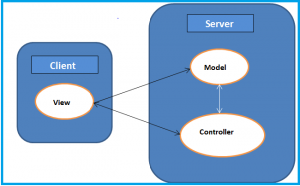 Client
View
Server
Model
Controller